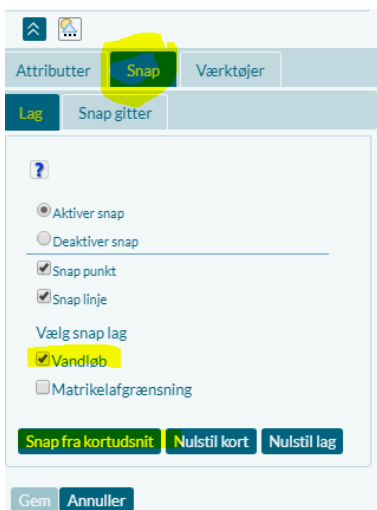 Attributter Snap Værktøjer
Lag Snap gitter
?
Aktiver snap
Deaktiver snap
Snap punkt
Snap linje
Vælg snap lag
Vandløb
Matrikelafgrænsning
Snap fra kortudsnit Nulstil kort Nulstil lag
Gem Annuller